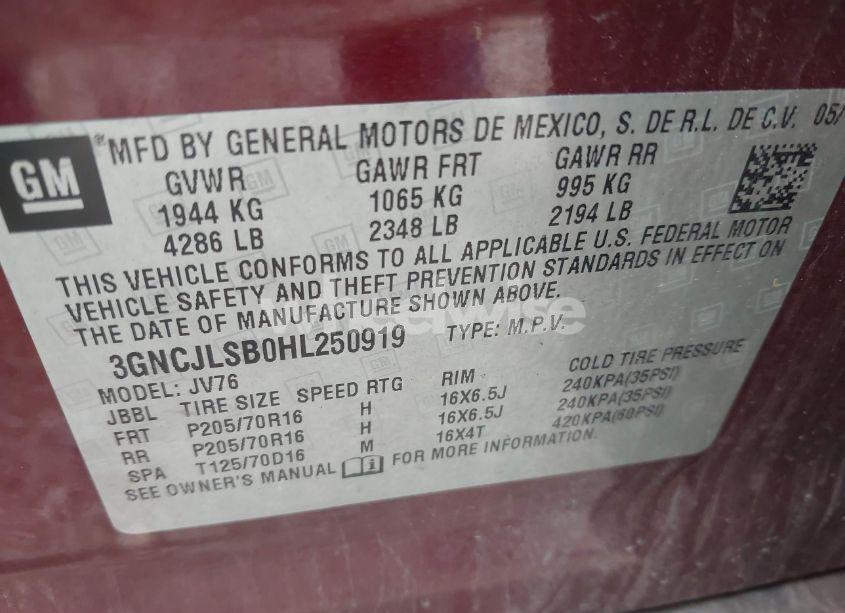 GM
®MFD BY GENERAL MOTORS DE MEXICO, S. DE R.L. DE C.V. 05/
GVWR GAWR FRT GAWR RR
1944 KG 1065 KG 995 KG
4286 LB 2348 LB 2194 LB
THIS VEHICLE CONFORMS TO ALL APPLICABLE U.S. FEDERAL MOTOR
VEHICLE SAFETY AND THEFT PREVENTION STANDARDS IN EFFECT ON
THE DATE OF MANUFACTURE SHOWN ABOVE.
wheelwise
3GNCJLSB0HL250919 TYPE: M.P.V.
MODEL: JV76
JBBL TIRE SIZE SPEED RTG RIM COLD TIRE PRESSURE
FRT P205/70R16 H 16X6.5J 240KPA(35PSI)
RR P205/70R16 H 16X6.5J 240KPA(35PSI)
SPA T125/70D16 M 16X4T 420KPA(60PSI)
SEE OWNER'S MANUAL FOR MORE INFORMATION.